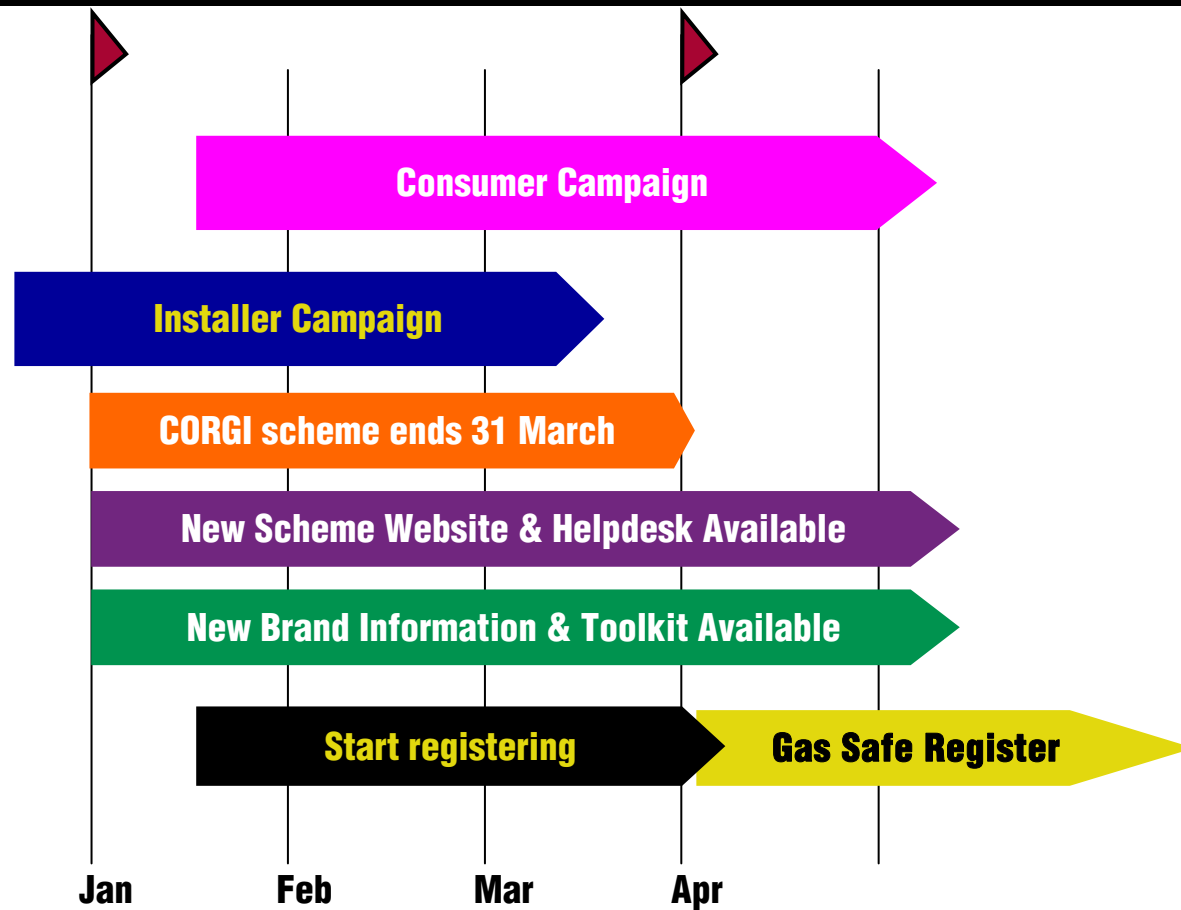 Consumer Campaign
Installer Campaign
CORGI scheme ends 31 March
New Scheme Website & Helpdesk Available
New Brand Information & Toolkit Available
Start registering
Gas Safe Register
Jan Feb Mar Apr